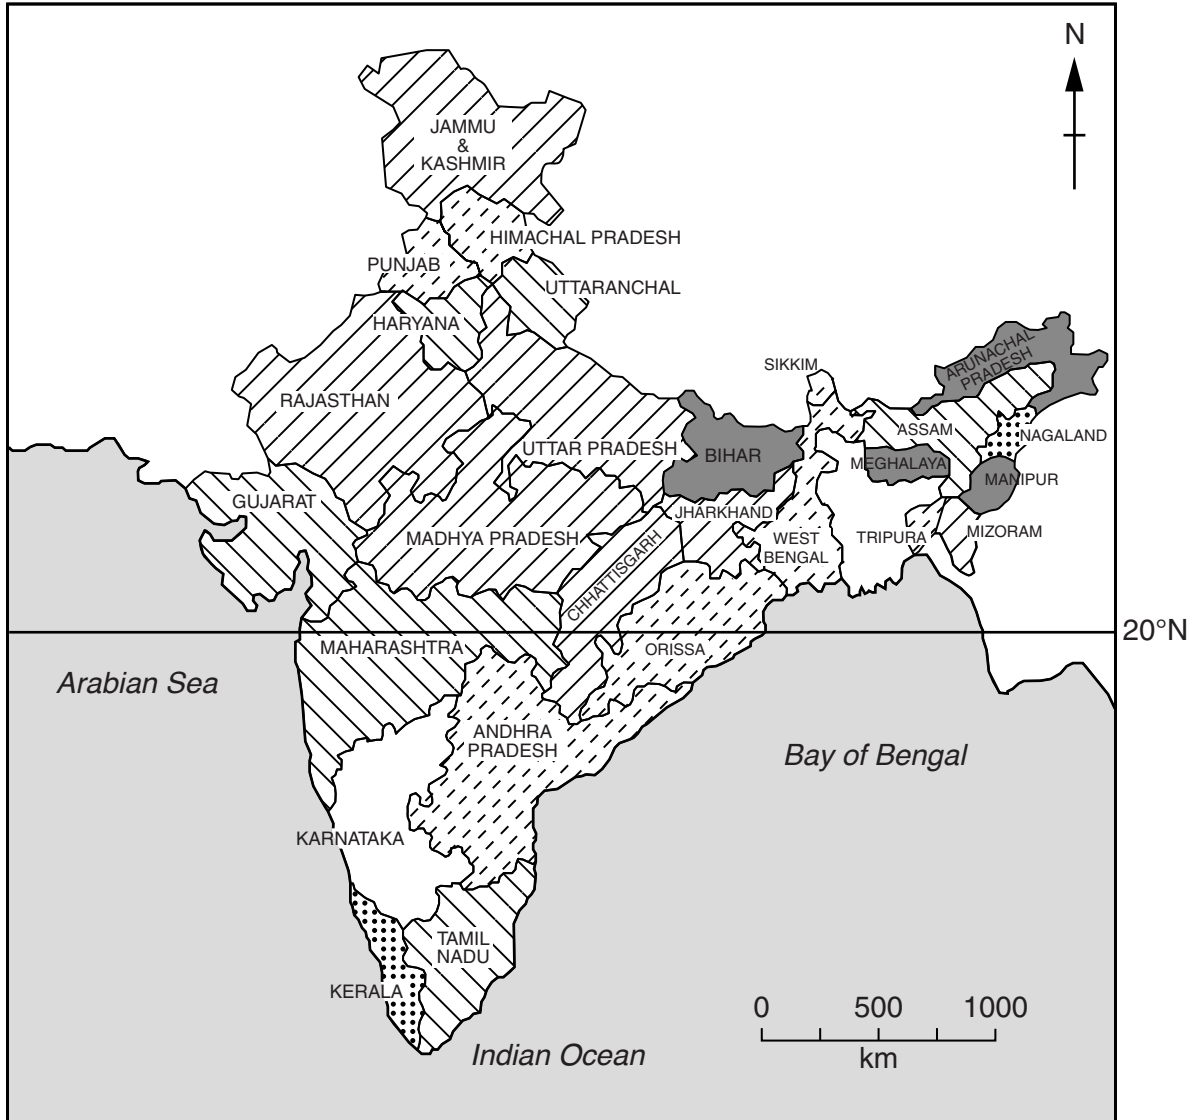 N
JAMMU
&
KASHMIR
HIMACHAL PRADESH
PUNJAB
UTTARANCHAL
HARYANA
SIKKIM
ARUNACHAL
PRADESH
RAJASTHAN
ASSAM
NAGALAND
UTTAR PRADESH
BIHAR
MEGHALAYA
MANIPUR
GUJARAT
JHARKHAND
MADHYA PRADESH
CHHATTISGARH
WEST
BENGAL
TRIPURA
MIZORAM
20°N
MAHARASHTRA
ORISSA
Arabian Sea
ANDHRA
PRADESH
Bay of Bengal
KARNATAKA
TAMIL
NADU
KERALA
0 500 1000
km
Indian Ocean